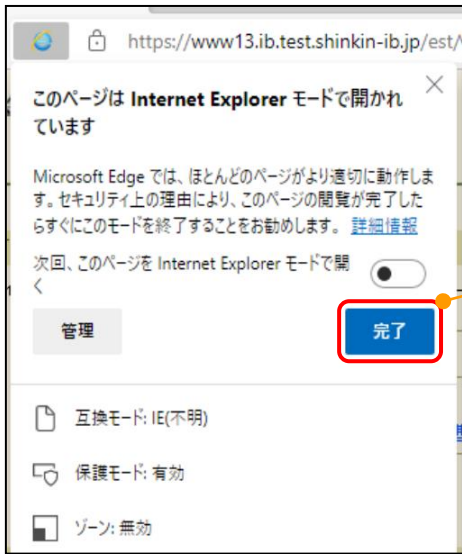 https://www13.ib.test.shinkin-ib.jp/est/
このページは Internet Explorer モードで開かれ
ています
Microsoft Edge では、ほとんどのページがより適切に動作しま
す。セキュリティ上の理由により、このページの閲覧が完了した
らすぐにこのモードを終了することをお勧めします。 詳細情報
次回、このページを Internet Explorer モードで開
く
管理
完了
互換モード: IE(不明)
保護モード: 有効
ゾーン: 無効